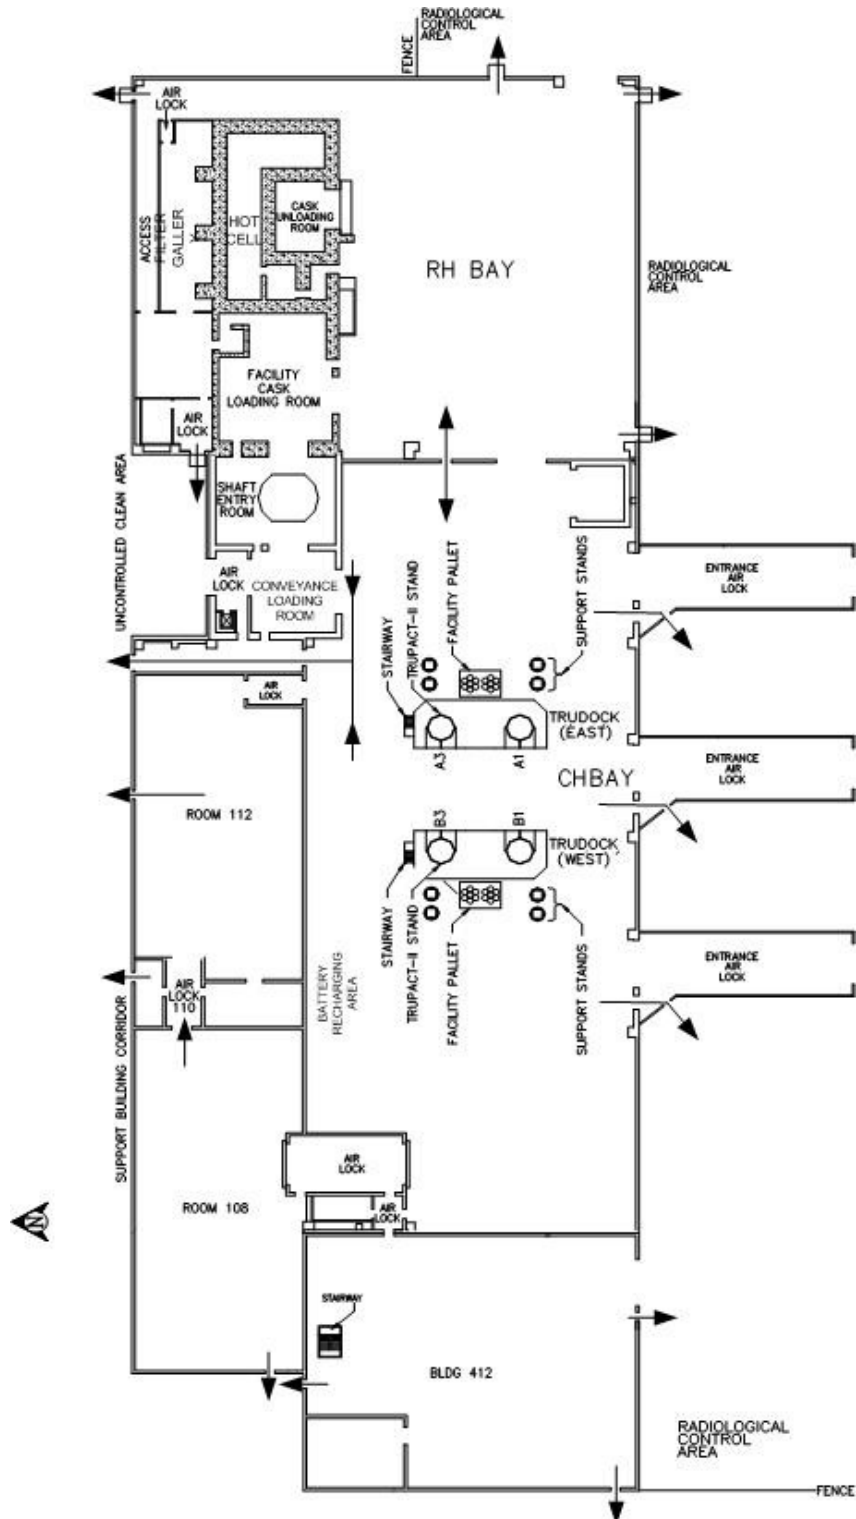 RADIOLOGICAL
CONTROL
AREA
FENCE
AIR
LOCK
ACCESS
FILTER
GALLER
Y
HOT
CELL
CASK
UNLOADING
ROOM
RH BAY
RADIOLOGICAL
CONTROL
AREA
FACILITY
CASK
LOADING ROOM
AIR
LOCK
UNCONTROLLED CLEAN AREA
SHAFT
ENTRY
ROOM
AIR
LOCK
CONVEYANCE
LOADING
ROOM
STAIRWAY
TRUPACT-II STAND
FACILITY PALLET
SUPPORT STANDS
ENTRANCE
AIR
LOCK
AIR
LOCK
TRUDOCK
(EAST)
A3
A1
CHBAY
ENTRANCE
AIR
LOCK
ROOM 112
B3
B1
TRUDOCK
(WEST)
STAIRWAY
TRUPACT-II STAND
FACILITY PALLET
SUPPORT STANDS
ENTRANCE
AIR
LOCK
AIR
LOCK
110
BATTERY
RECHARGING
AREA
SUPPORT BUILDING CORRIDOR
AIR
LOCK
ROOM 108
AIR
LOCK
N
STAIRWAY
BLDG 412
RADIOLOGICAL
CONTROL
AREA
FENCE